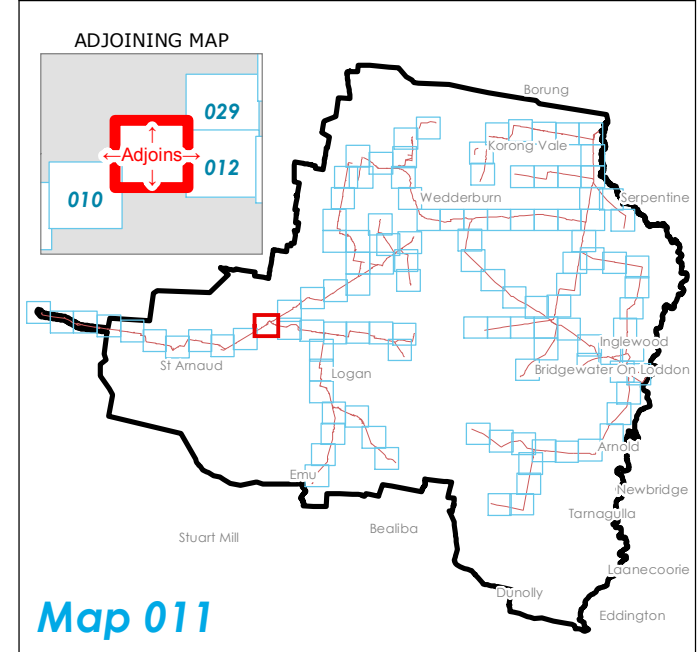 ADJOINING MAP
029
Adjoins
012
010
Borung
Korong Vale
Wedderburn
Serpentine
Inglewood
St Arnaud
Logan
Bridgewater On Loddon
Arnold
Emu
Newbridge
Tarnagulla
Bealiba
Stuart Mill
Laanecoorie
Dunolly
Eddington
Map 011